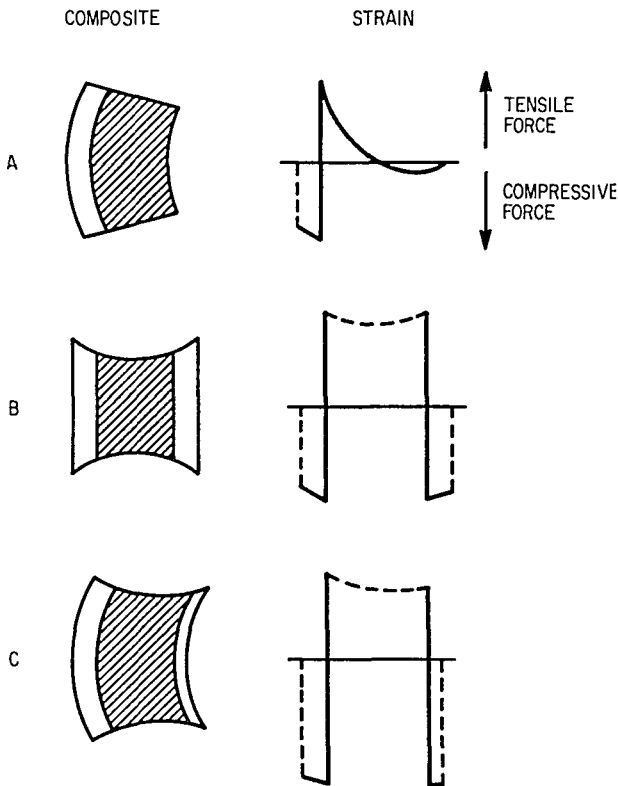 COMPOSITE
STRAIN
A
TENSILE
FORCE
COMPRESSIVE
FORCE
B
C